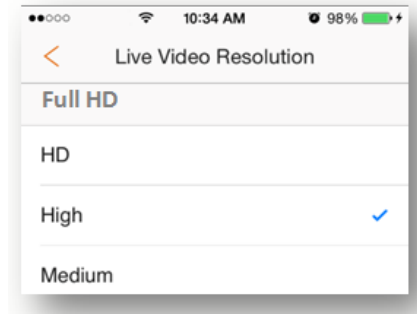 10:34 AM 98%
Live Video Resolution
Full HD
HD
High
Medium